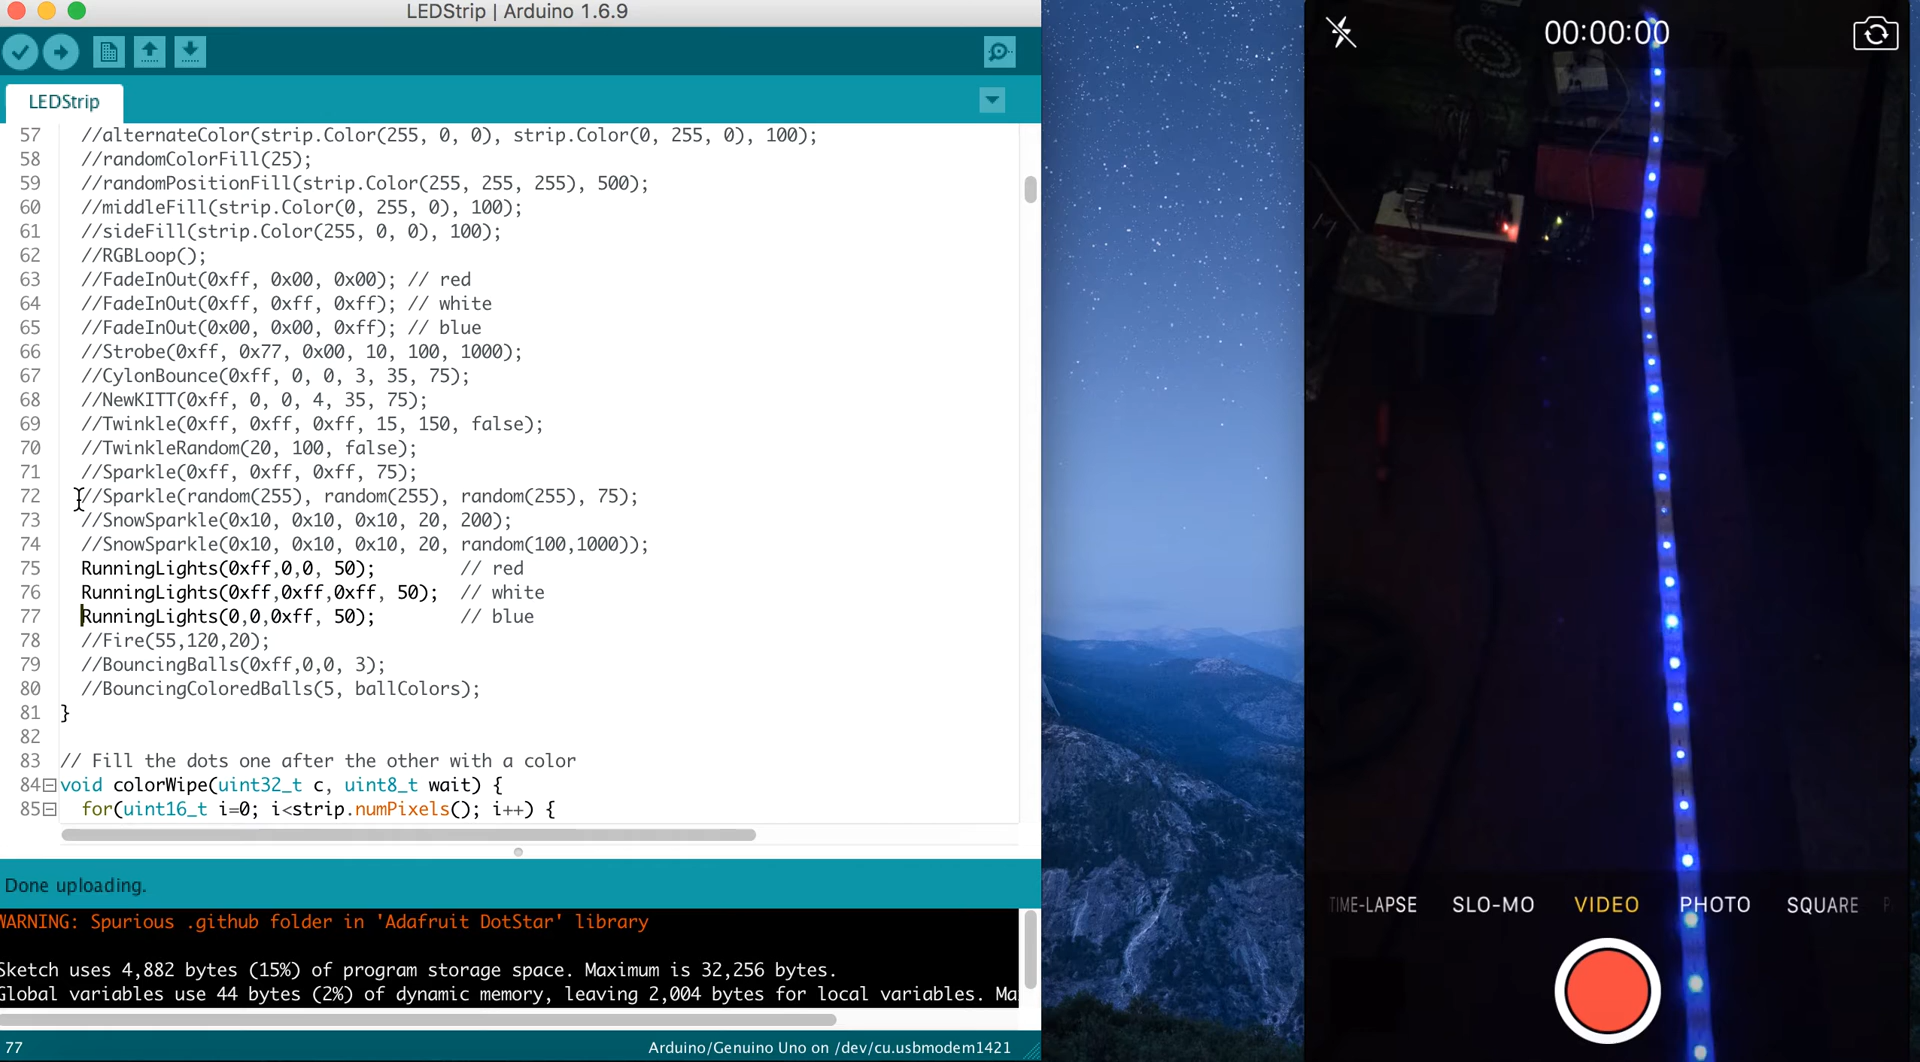 LEDStrip | Arduino 1.6.9
LEDStrip
57 //alternateColor(strip.Color(255, 0, 0), strip.Color(0, 255, 0), 100);
58 //randomColorFill(25);
59 //randomPositionFill(strip.Color(255, 255, 255), 500);
60 //middleFill(strip.Color(0, 255, 0), 100);
61 //sideFill(strip.Color(255, 0, 0), 100);
62 //RGBLoop();
63 //FadeInOut(0xff, 0x00, 0x00); // red
64 //FadeInOut(0xff, 0xff, 0xff); // white
65 //FadeInOut(0x00, 0x00, 0xff); // blue
66 //Strobe(0xff, 0x77, 0x00, 10, 100, 1000);
67 //CylonBounce(0xff, 0, 0, 3, 35, 75);
68 //NewKITT(0xff, 0, 0, 4, 35, 75);
69 //Twinkle(0xff, 0xff, 0xff, 15, 150, false);
70 //TwinkleRandom(20, 100, false);
71 //Sparkle(0xff, 0xff, 0xff, 75);
72 //Sparkle(random(255), random(255), random(255), 75);
73 //SnowSparkle(0x10, 0x10, 0x10, 20, 200);
74 //SnowSparkle(0x10, 0x10, 0x10, 20, random(100,1000));
75 RunningLights(0xff,0,0, 50); // red
76 RunningLights(0xff,0xff,0xff, 50); // white
77 RunningLights(0,0,0xff, 50); // blue
78 //Fire(55,120,20);
79 //BouncingBalls(0xff,0,0, 3);
80 //BouncingColoredBalls(5, ballColors);
81 }
82
83 // Fill the dots one after the other with a color
84 void colorWipe(uint32_t c, uint8_t wait) {
85 for(uint16_t i=0; i<strip.numPixels(); i++) {
Done uploading.
WARNING: Spurious .github folder in 'Adafruit DotStar' library
Sketch uses 4,882 bytes (15%) of program storage space. Maximum is 32,256 bytes.
Global variables use 44 bytes (2%) of dynamic memory, leaving 2,004 bytes for local variables. Ma
77
Arduino/Genuino Uno on /dev/cu.usbmodem1421
00:00:00
TIME-LAPSE SLO-MO VIDEO PHOTO SQUARE